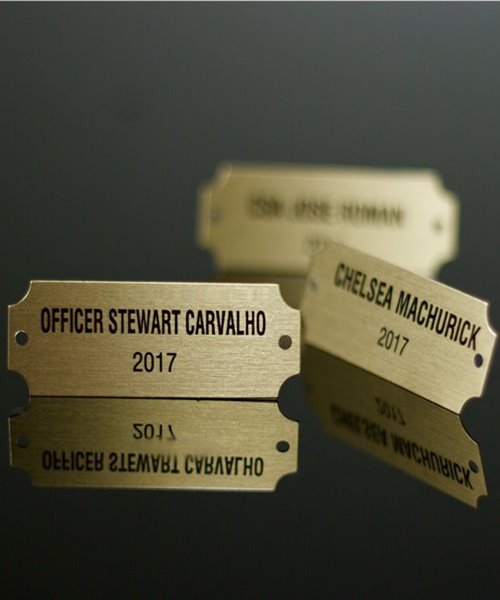 OFFICER STEWART CARVALHO
2017
CHELSEA MACHURICK
2017